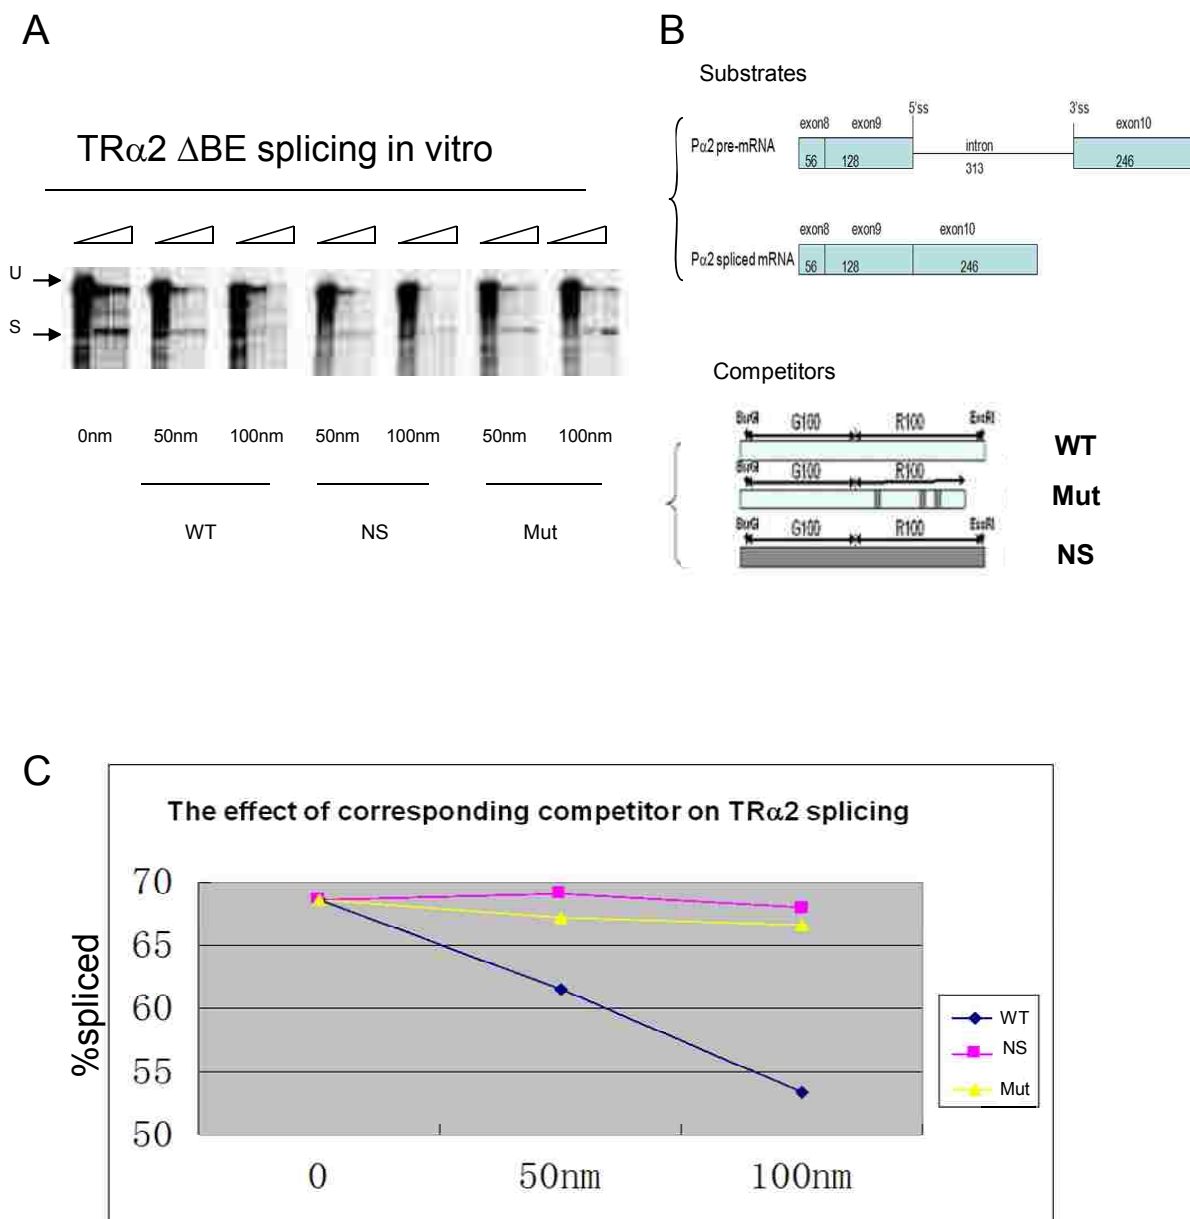 A
TRα2 ΔBE splicing in vitro
U
S
0nm 50nm 100nm 50nm 100nm 50nm 100nm
WT NS Mut
B
Substrates
5'ss 3'ss
exon8 exon9 exon10
Pα2 pre-mRNA
intron
56 128 313 246
exon8 exon9 exon10
Pα2 spliced mRNA
56 128 246
Competitors
G100 R100
WT
G100 R100
Mut
G100 R100
NS
C
The effect of corresponding competitor on TRα2 splicing
%spliced
70
65
60
55
50
0 50nm 100nm
WT
NS
Mut